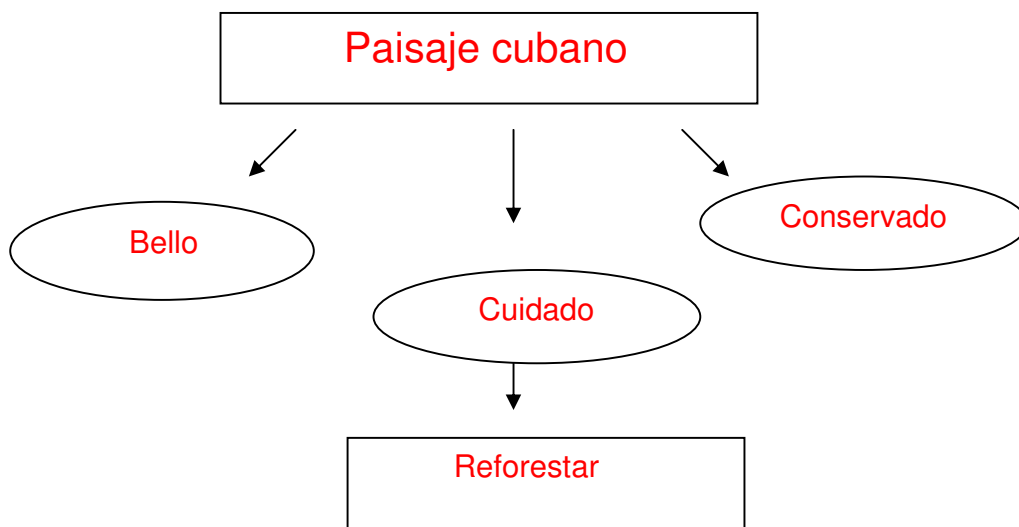 Paisaje cubano
Bello
Conservado
Cuidado
Reforestar